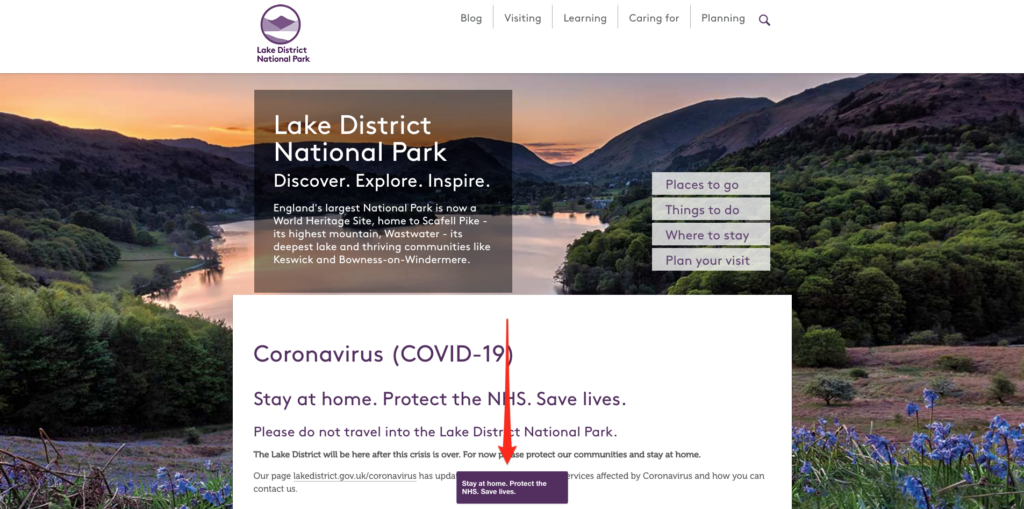 Lake District
National Park
Blog
Visiting
Learning
Caring for
Planning
Lake District
National Park
Discover. Explore. Inspire.
England's largest National Park is now a
World Heritage Site, home to Scafell Pike -
its highest mountain, Wastwater - its
deepest lake and thriving communities like
Keswick and Bowness-on-Windermere.
Places to go
Things to do
Where to stay
Plan your visit
Coronavirus (COVID-19)
Stay at home. Protect the NHS. Save lives.
Please do not travel into the Lake District National Park.
The Lake District will be here after this crisis is over. For now please protect our communities and stay at home.
Our page lakedistrict.gov.uk/coronavirus has affected by Coronavirus and how you can
contact us.
Stay at home. Protect the
NHS. Save lives.